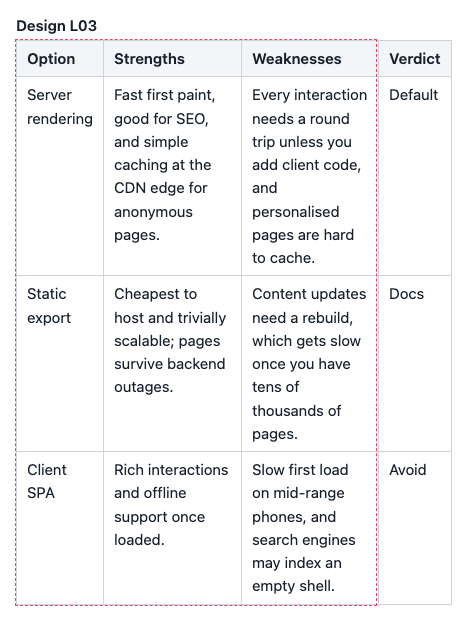 Design L03
Option Strengths Weaknesses Verdict
Server rendering
Fast first paint, good for SEO, and simple caching at the CDN edge for anonymous pages.
Every interaction needs a round trip unless you add client code, and personalised pages are hard to cache.
Default
Static export
Cheapest to host and trivially scalable; pages survive backend outages.
Content updates need a rebuild, which gets slow once you have tens of thousands of pages.
Docs
Client SPA
Rich interactions and offline support once loaded.
Slow first load on mid-range phones, and search engines may index an empty shell.
Avoid